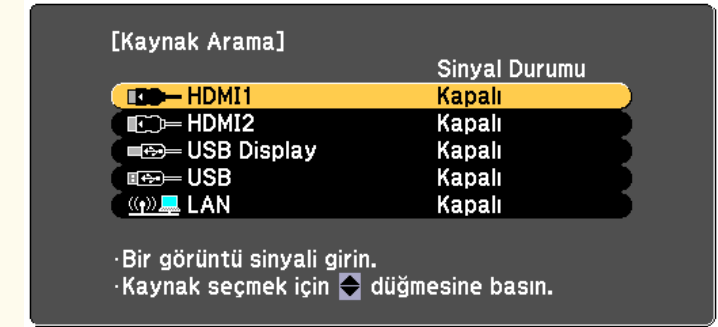 [Kaynak Arama]
Sinyal Durumu
HDMI1 Kapalı
HDMI2 Kapalı
USB Display Kapalı
USB Kapalı
LAN Kapalı
·Bir görüntü sinyali girin.
·Kaynak seçmek için düğmesine basın.